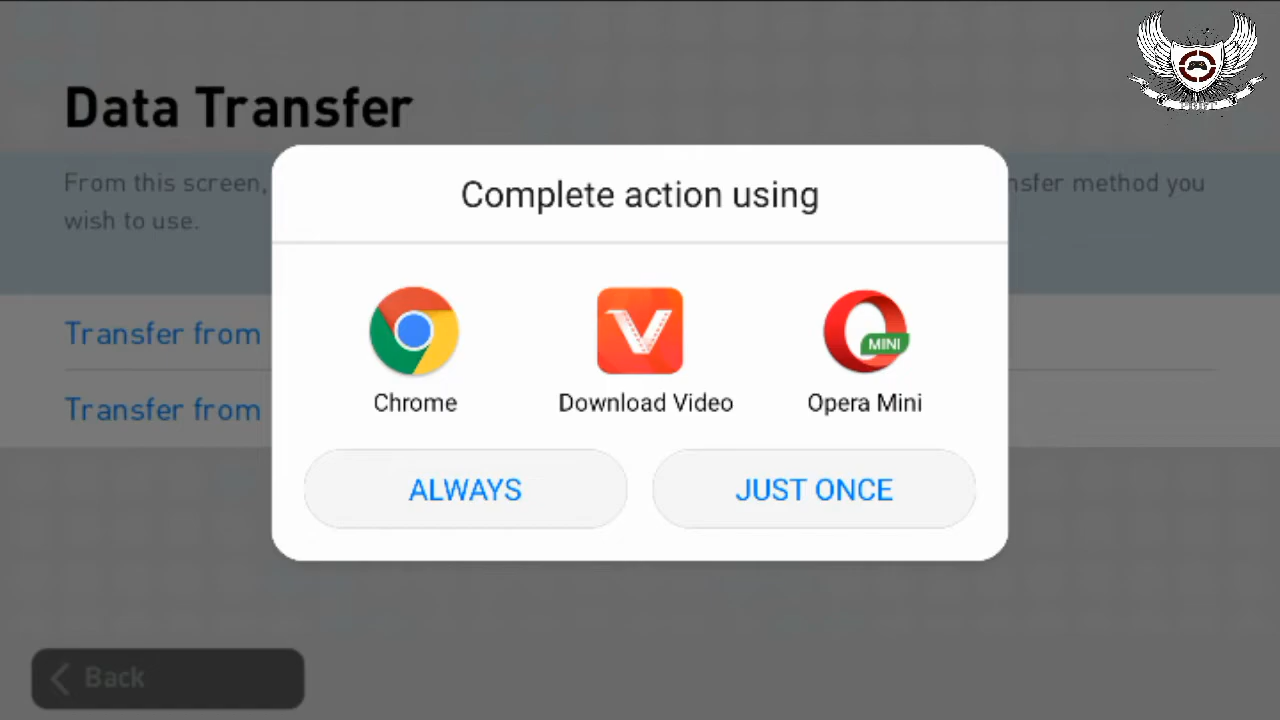 Data Transfer
From this screen,
nsfer method you
wish to use.
Complete action using
Chrome
Download Video
MINI
Opera Mini
Transfer from
Transfer from
ALWAYS
JUST ONCE
Back